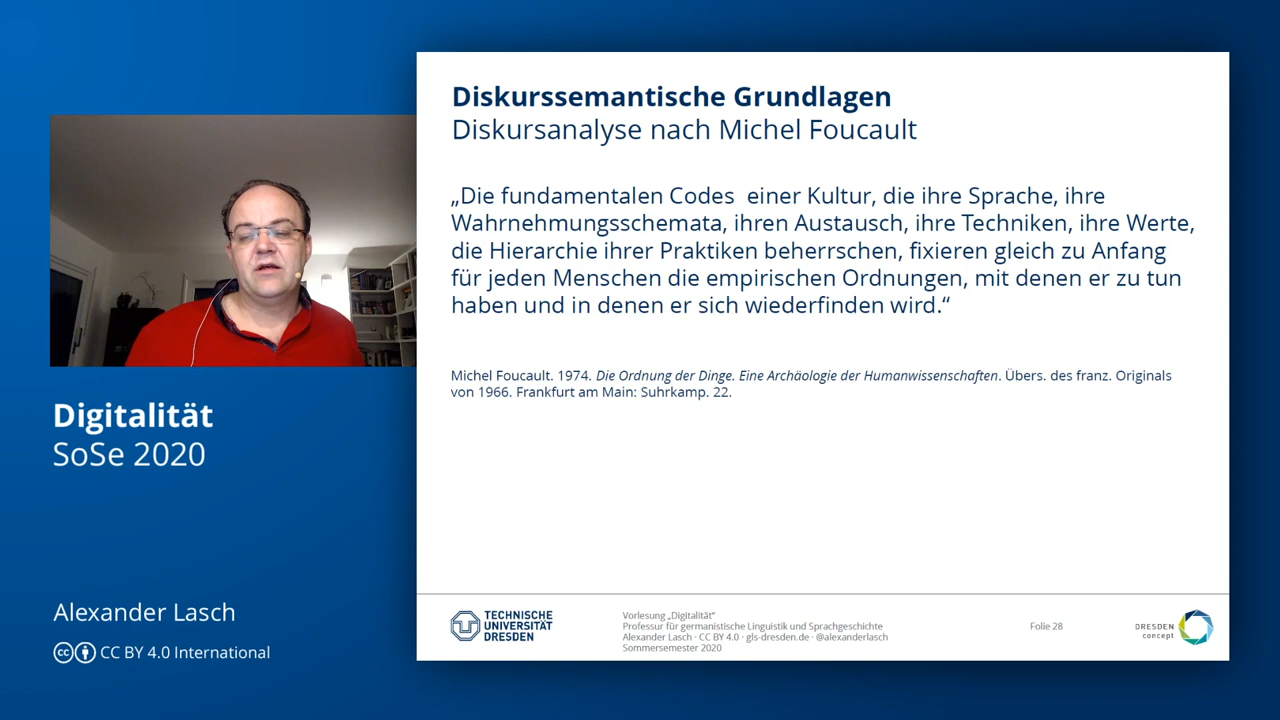 Diskurssemantische Grundlagen
Diskursanalyse nach Michel Foucault
„Die fundamentalen Codes einer Kultur, die ihre Sprache, ihre
Wahrnehmungsschemata, ihren Austausch, ihre Techniken, ihre Werte,
die Hierarchie ihrer Praktiken beherrschen, fixieren gleich zu Anfang
für jeden Menschen die empirischen Ordnungen, mit denen er zu tun
haben und in denen er sich wiederfinden wird.“
Michel Foucault. 1974. Die Ordnung der Dinge. Eine Archäologie der Humanwissenschaften. Übers. des franz. Originals
von 1966. Frankfurt am Main: Suhrkamp. 22.
Digitalität
SoSe 2020
Alexander Lasch
CC BY 4.0 International
TECHNISCHE
UNIVERSITÄT
DRESDEN
Vorlesung „Digitalität“
Professur für germanistische Linguistik und Sprachgeschichte
Alexander Lasch · CC BY 4.0 · gls-dresden.de · @alexanderlasch
Sommersemester 2020
Folie 28
DRESDEN
concept